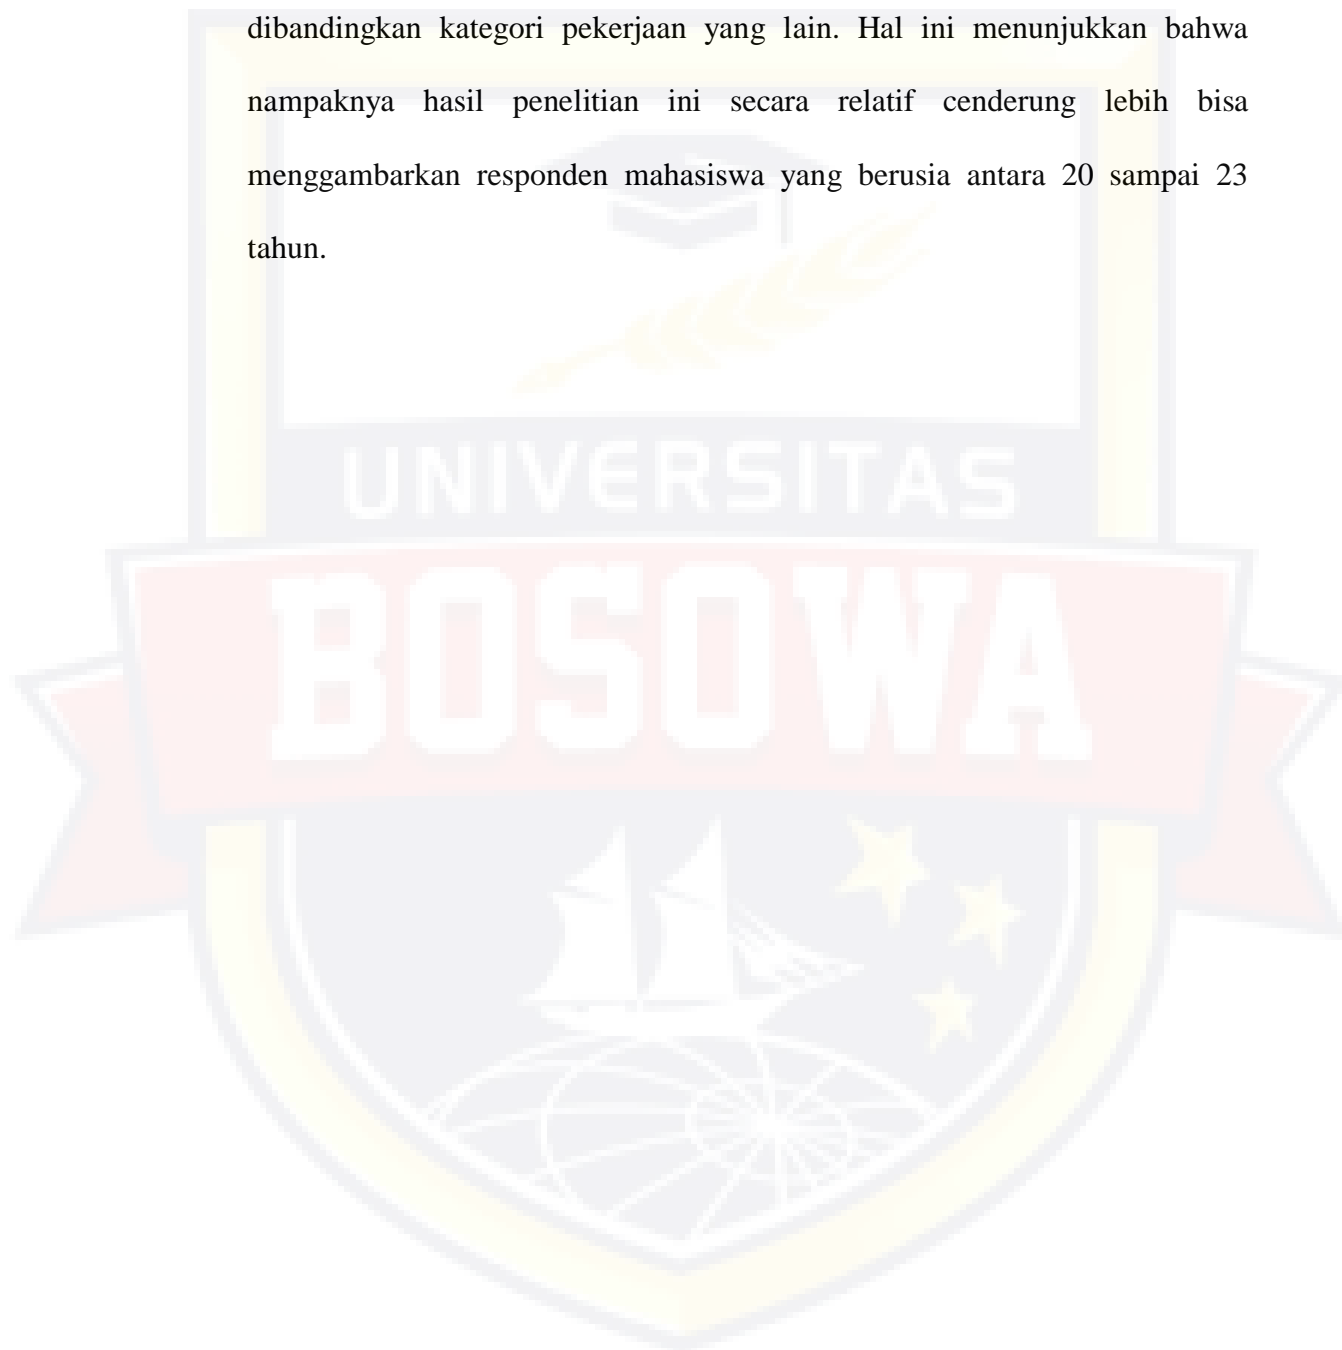 dibandingkan kategori pekerjaan yang lain. Hal ini menunjukkan bahwa
nampaknya hasil penelitian ini secara relatif cenderung lebih bisa
menggambarkan responden mahasiswa yang berusia antara 20 sampai 23
tahun.
UNIVERSITAS
BOSOWA